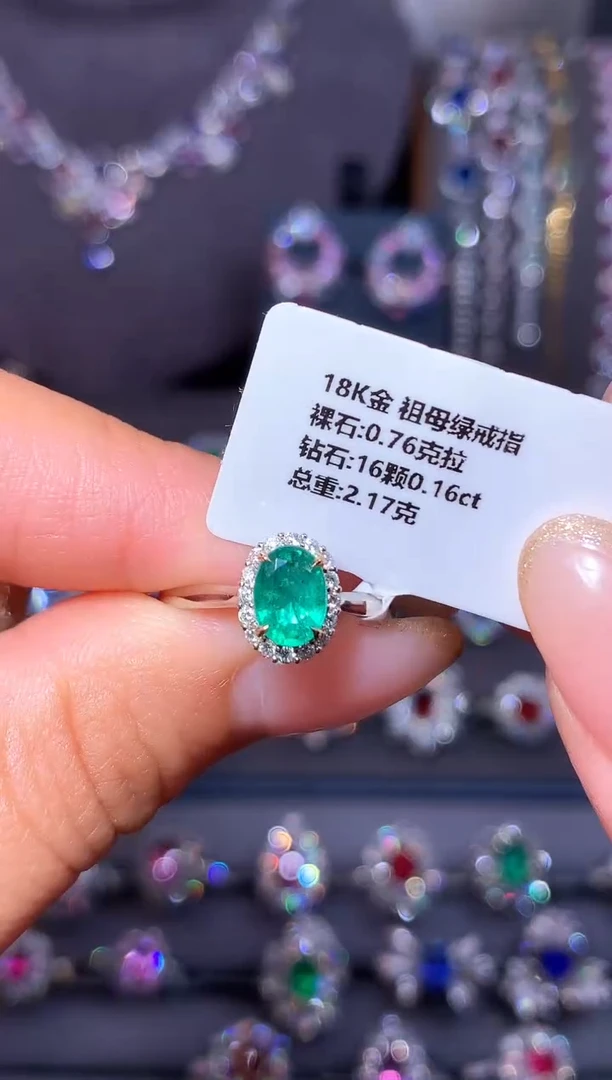 18K金 祖母绿戒指
裸石:0.76克拉
钻石:16颗0.16ct
总重:2.17克